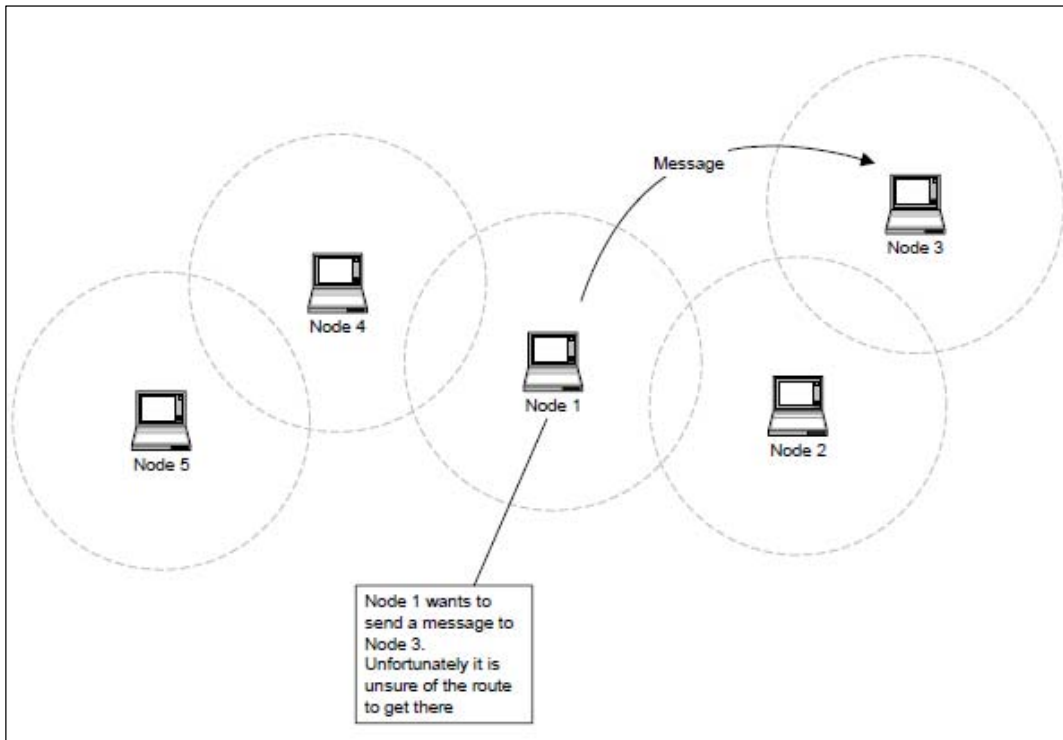 Message
Node 3
Node 4
Node 1
Node 2
Node 5
Node 1 wants to
send a message to
Node 3.
Unfortunately it is
unsure of the route
to get there